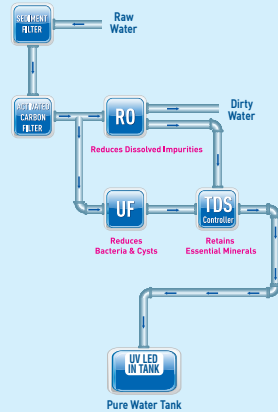 SEDIMENT
FILTER
Raw
Water
ACTIVATED
CARBON
FILTER
RO
Dirty
Water
Reduces Dissolved Impurities
UF
TDS
Controller
Reduces
Bacteria & Cysts
Retains
Essential Minerals
UV LED
IN TANK
Pure Water Tank